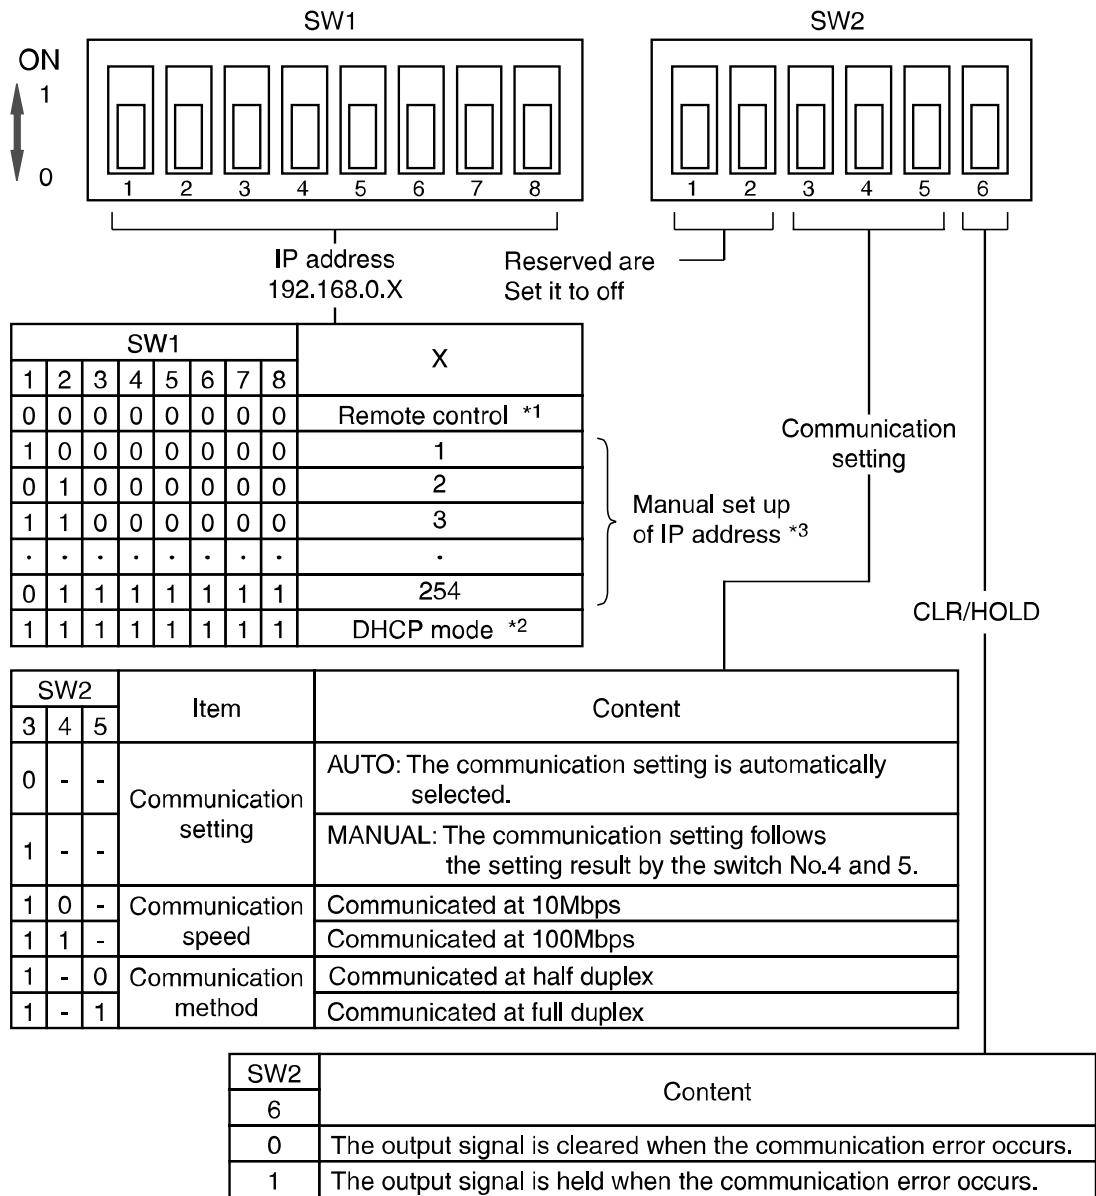 SW1
SW2
ON
1
0
1 2 3 4 5 6 7 8
1 2 3 4 5 6
IP address
192.168.0.X
Reserved are
Set it to off
SW1 X
1 2 3 4 5 6 7 8
0 0 0 0 0 0 0 0 Remote control *1
1 0 0 0 0 0 0 0 1
0 1 0 0 0 0 0 0 2
1 1 0 0 0 0 0 0 3
. . . . . . . . .
0 1 1 1 1 1 1 1 254
1 1 1 1 1 1 1 1 DHCP mode *2
Manual set up
of IP address *3
Communication
setting
CLR/HOLD
SW2 Item Content
3 4 5
0 - - Communication setting AUTO: The communication setting is automatically
selected.
1 - - MANUAL: The communication setting follows
the setting result by the switch No.4 and 5.
1 0 - Communication Communicated at 10Mbps
1 1 - speed Communicated at 100Mbps
1 - 0 Communication Communicated at half duplex
1 - 1 method Communicated at full duplex
SW2 Content
6
0 The output signal is cleared when the communication error occurs.
1 The output signal is held when the communication error occurs.